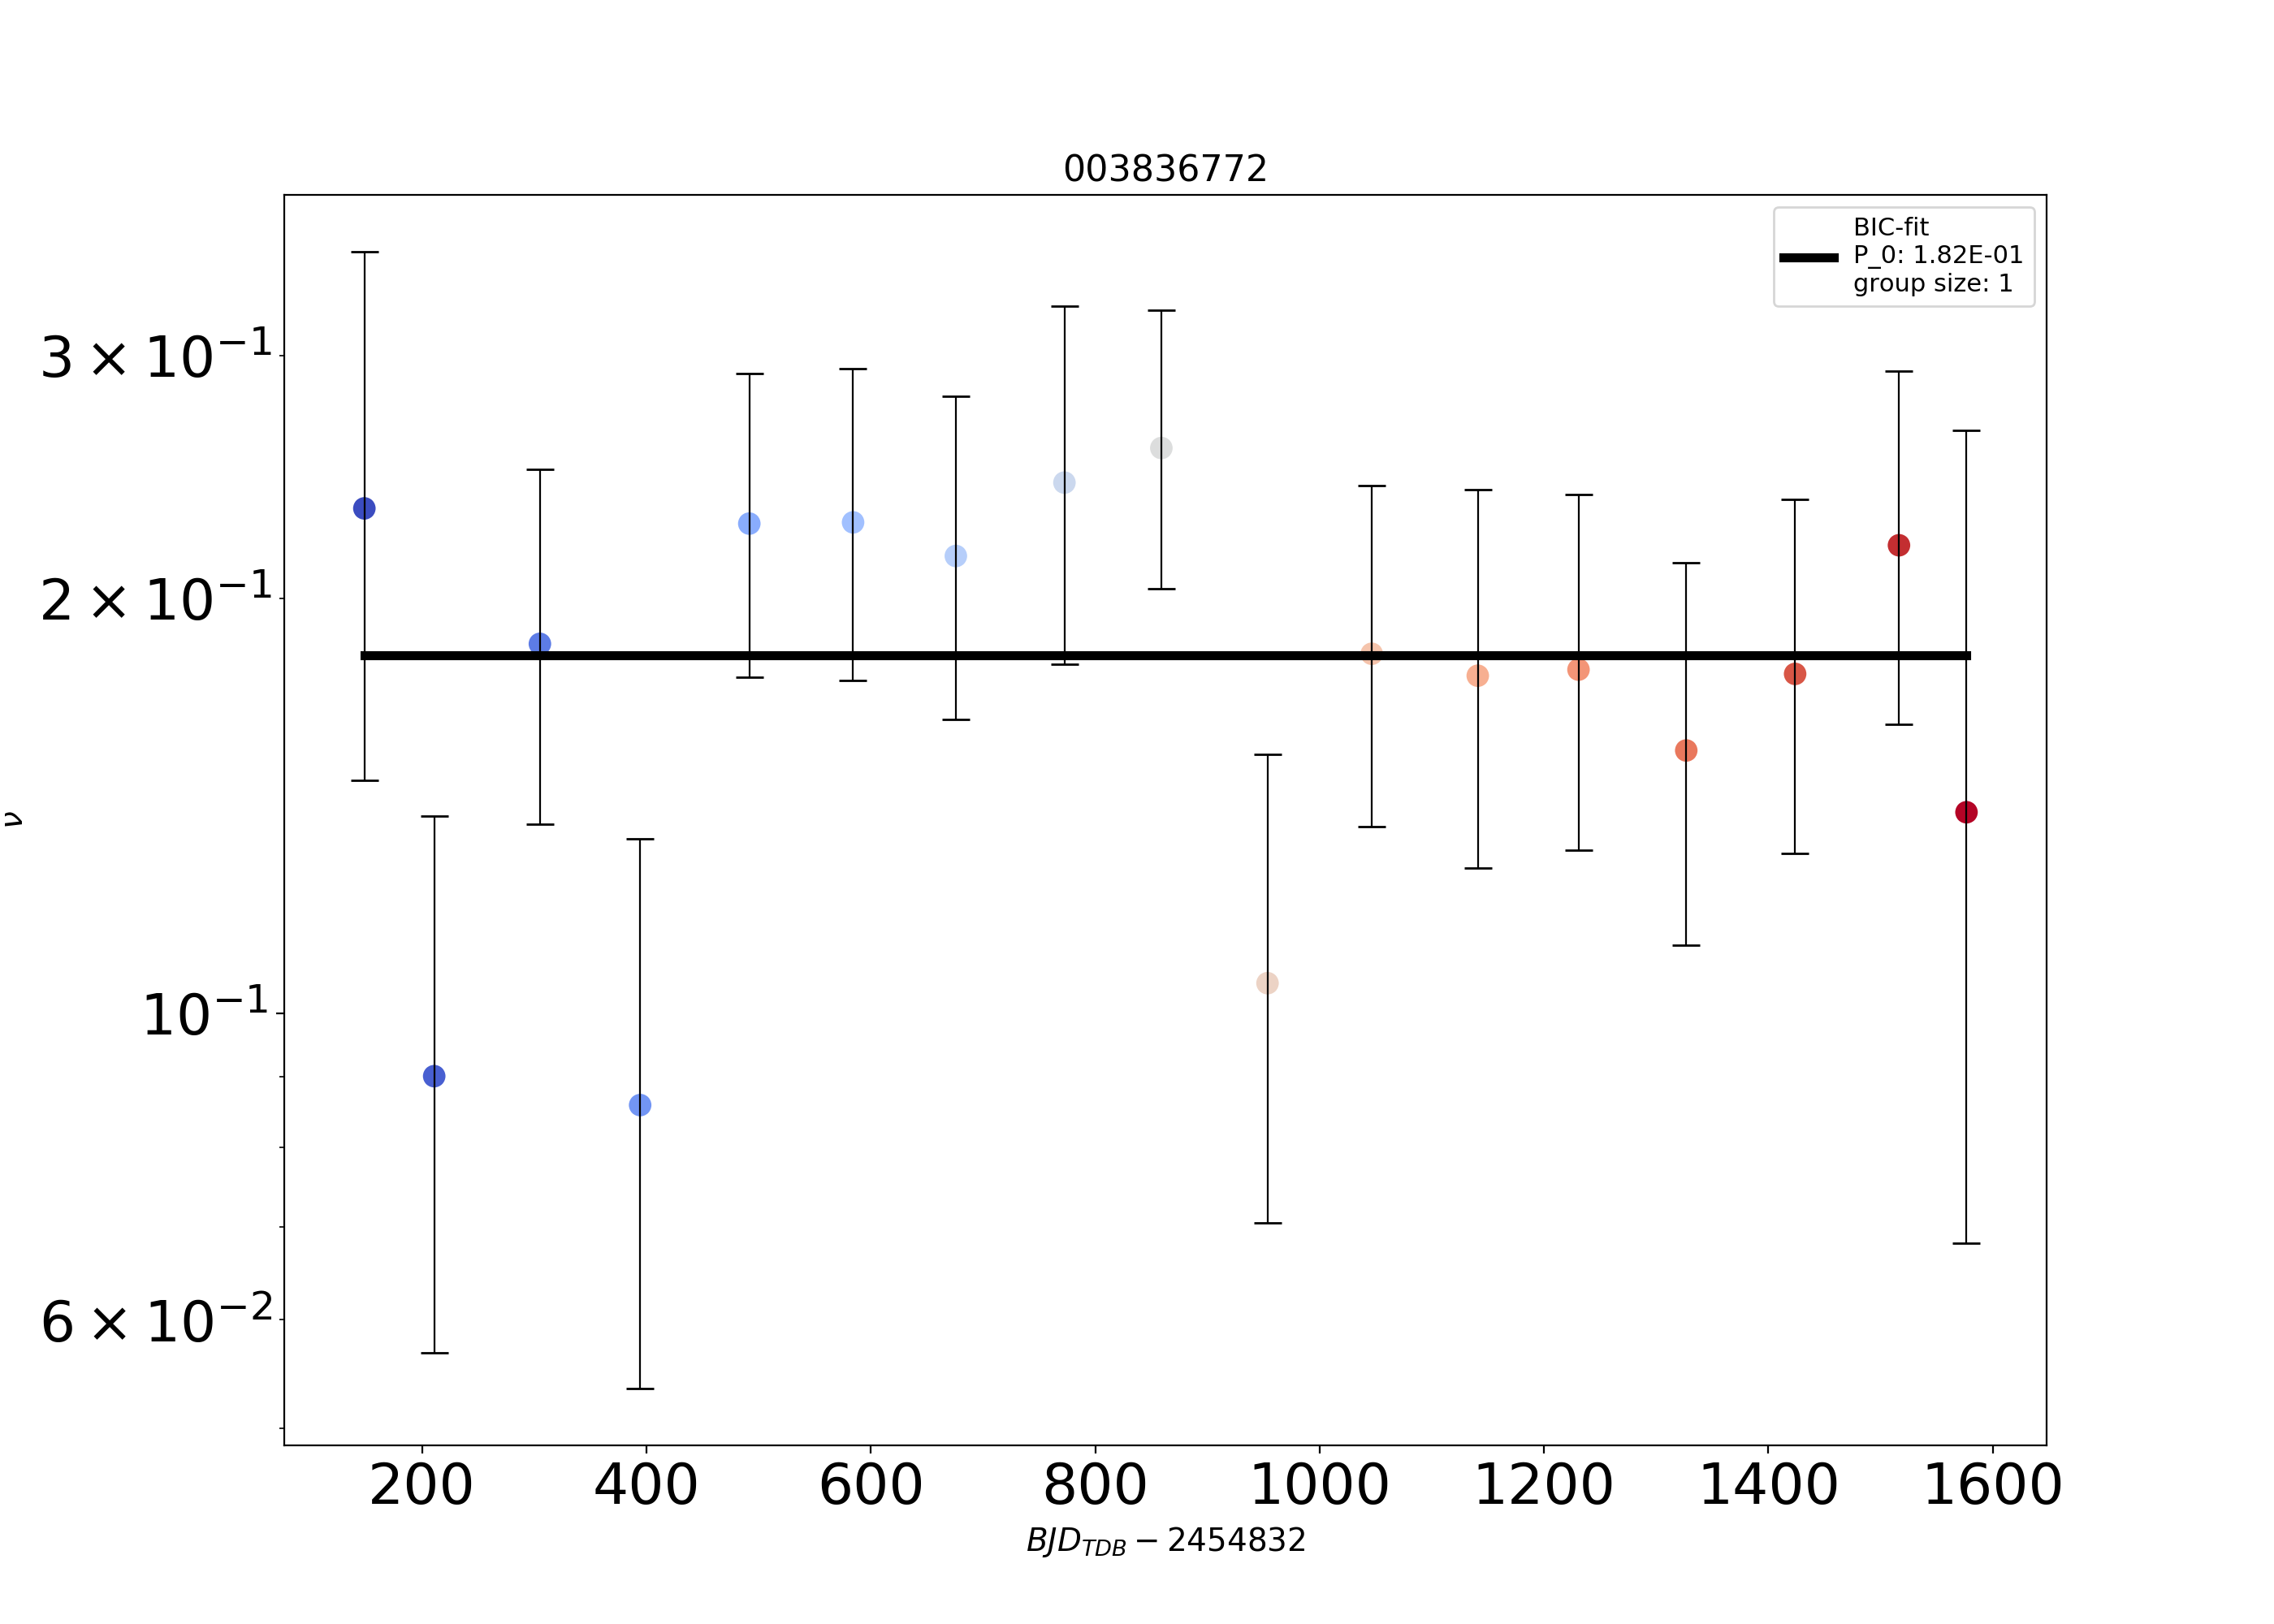 003836772
BIC-fit
P_0: 1.82E-01
group size: 1
3 × 10⁻¹
2 × 10⁻¹
10⁻¹
6 × 10⁻²
ν
200 400 600 800 1000 1200 1400 1600
BJD_TDB − 2454832